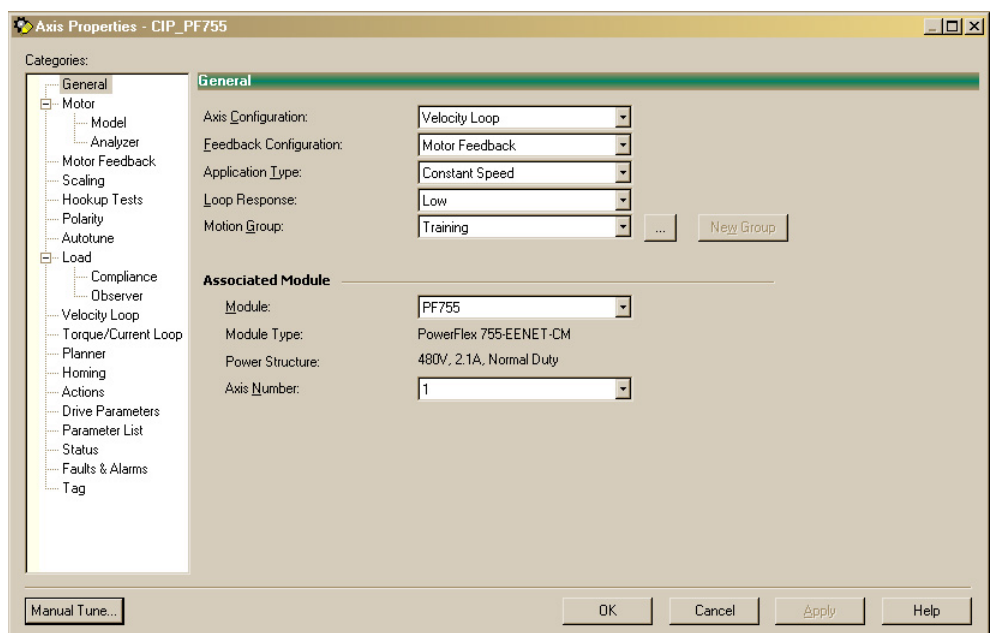 Axis Properties - CIP_PF755
Categories:
General
Motor
Model
Analyzer
Motor Feedback
Scaling
Hookup Tests
Polarity
Autotune
Load
Compliance
Observer
Velocity Loop
Torque/Current Loop
Planner
Homing
Actions
Drive Parameters
Parameter List
Status
Faults & Alarms
Tag
General
Axis Configuration: Velocity Loop
Feedback Configuration: Motor Feedback
Application Type: Constant Speed
Loop Response: Low
Motion Group: Training ... New Group
Associated Module
Module: PF755
Module Type: PowerFlex 755-EENET-CM
Power Structure: 480V, 2.1A, Normal Duty
Axis Number: 1
Manual Tune... OK Cancel Apply Help